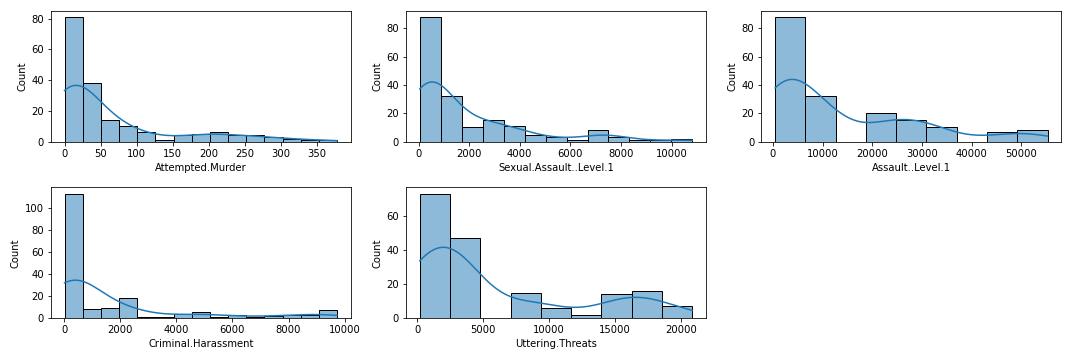 80
60
40
20
0
Count
0 50 100 150 200 250 300 350
Attempted.Murder
80
60
40
20
0
Count
0 2000 4000 6000 8000 10000
Sexual.Assault..Level.1
80
60
40
20
0
Count
0 10000 20000 30000 40000 50000
Assault..Level.1
100
80
60
40
20
0
Count
0 2000 4000 6000 8000 10000
Criminal.Harassment
60
40
20
0
Count
0 5000 10000 15000 20000
Uttering.Threats